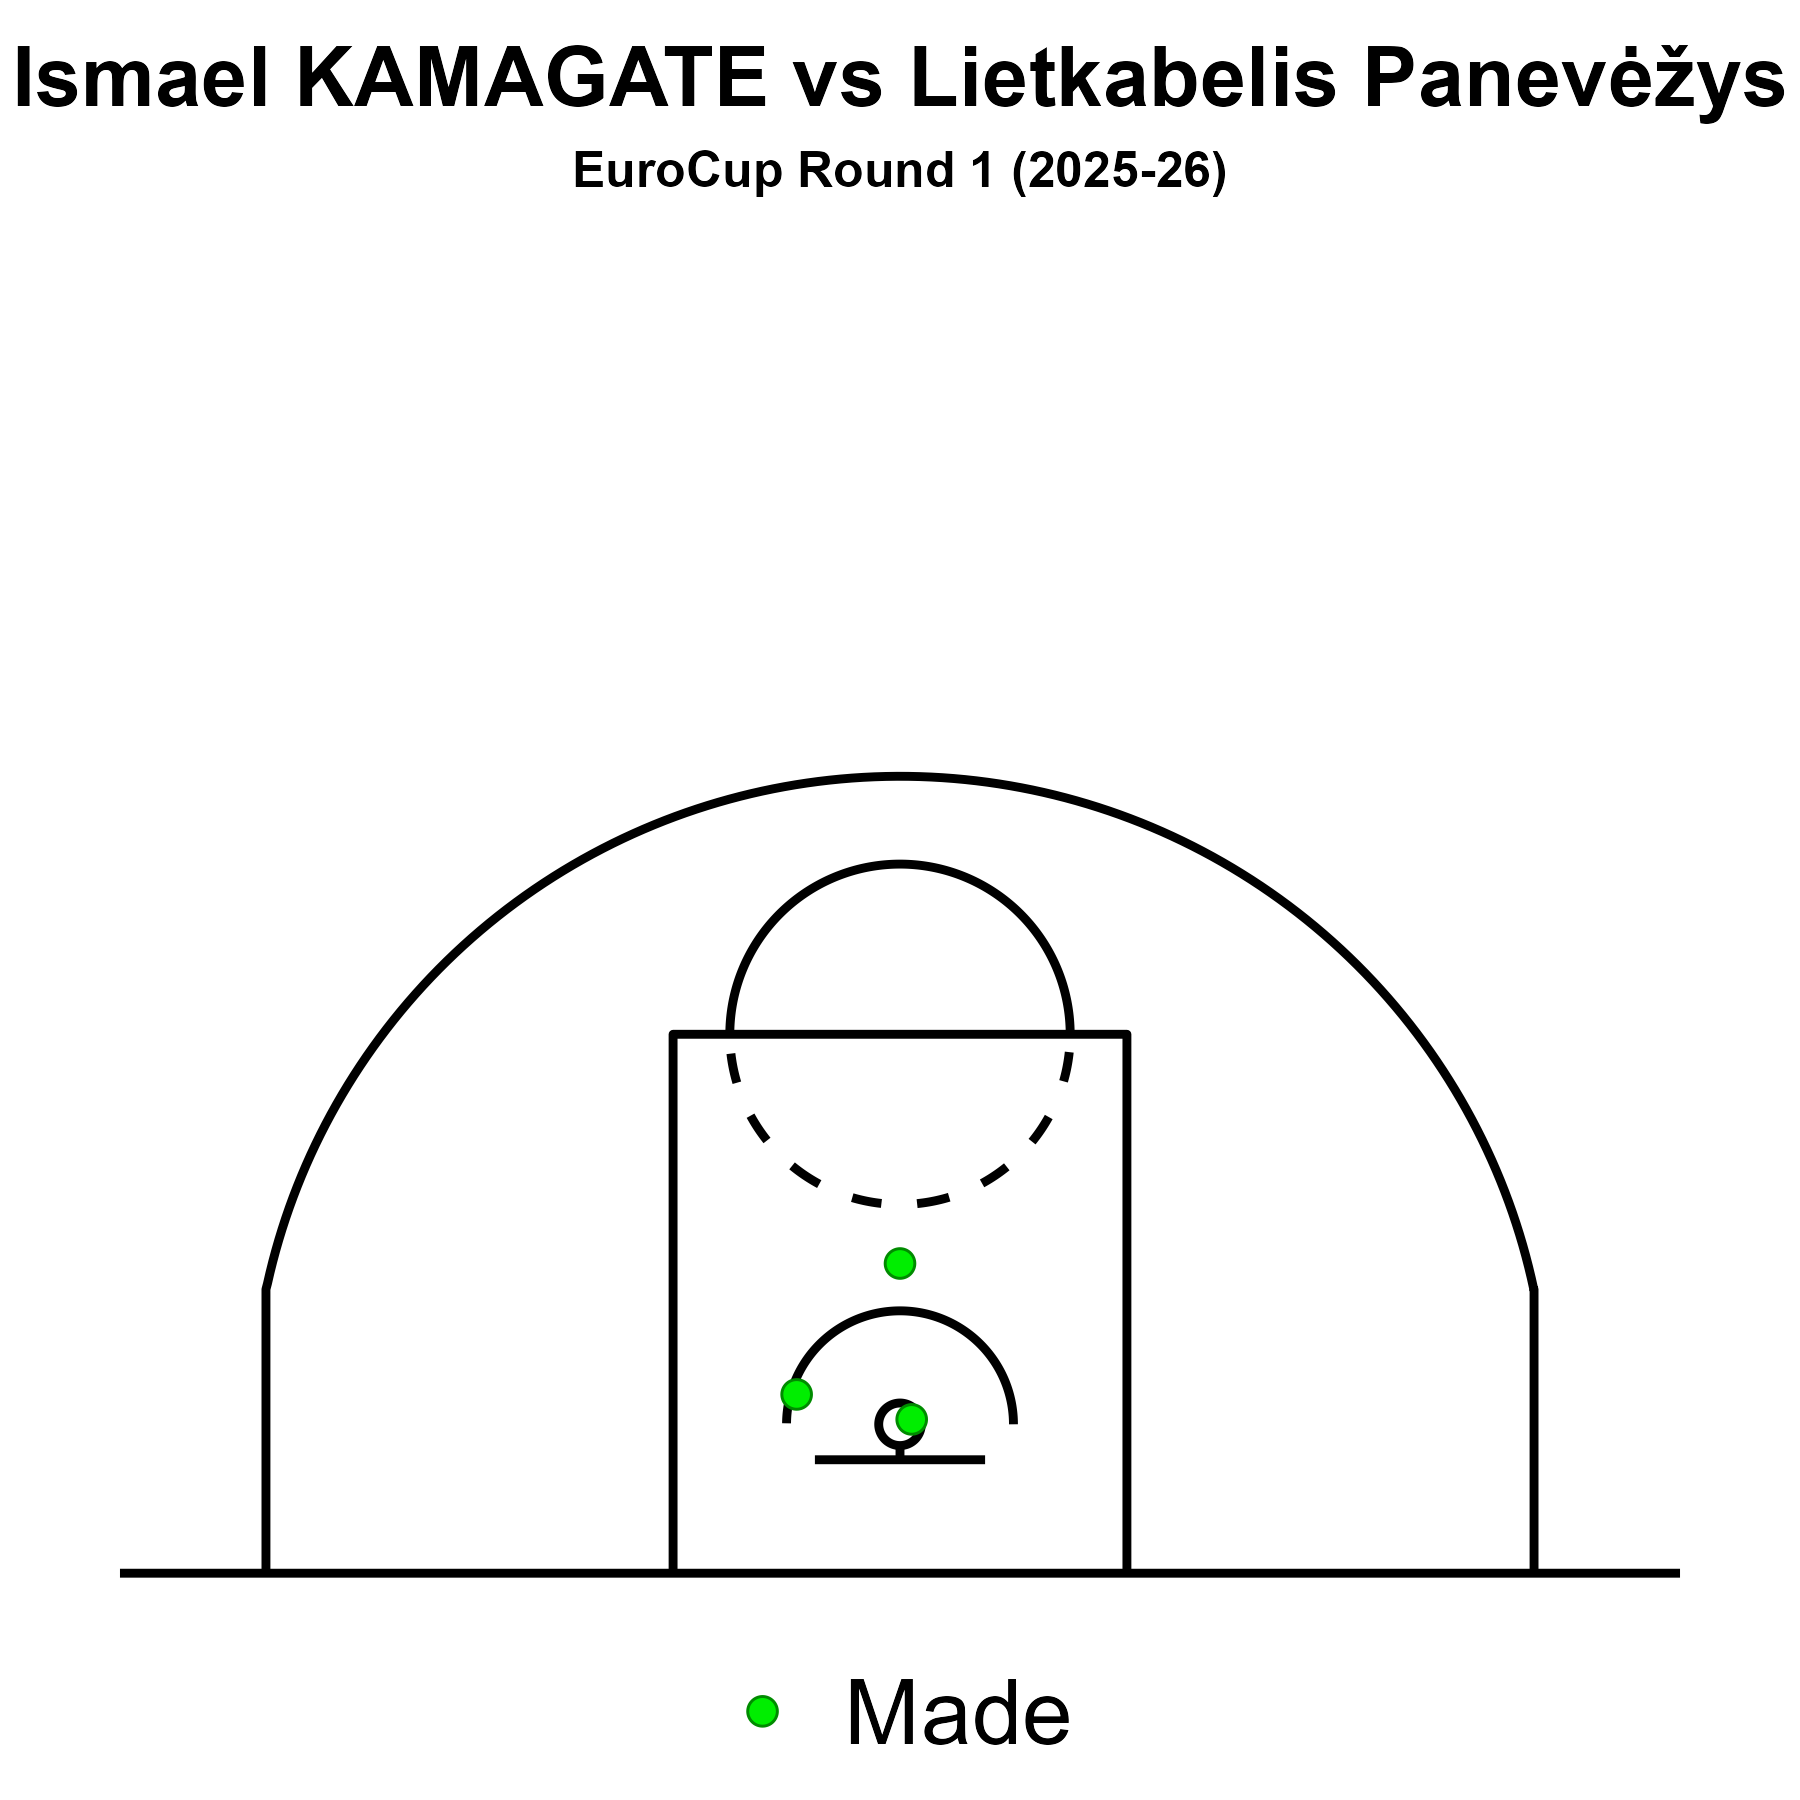 Ismael KAMAGATE vs Lietkabelis Panevėžys
EuroCup Round 1 (2025-26)
Made